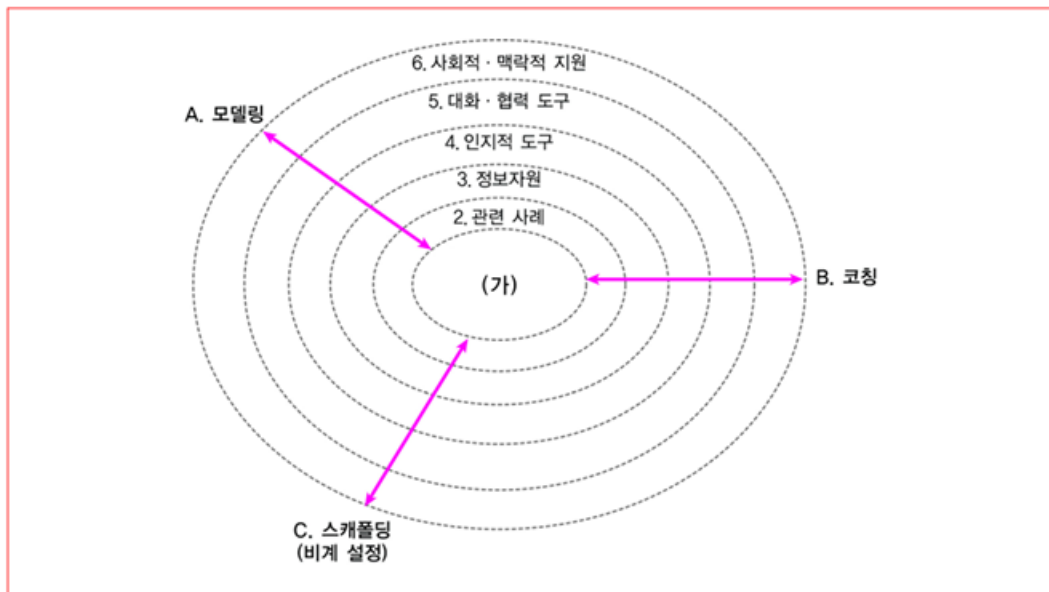 6. 사회적 · 맥락적 지원
5. 대화 · 협력 도구
A. 모델링
4. 인지적 도구
3. 정보자원
2. 관련 사례
(가)
B. 코칭
C. 스캐폴딩
(비계 설정)